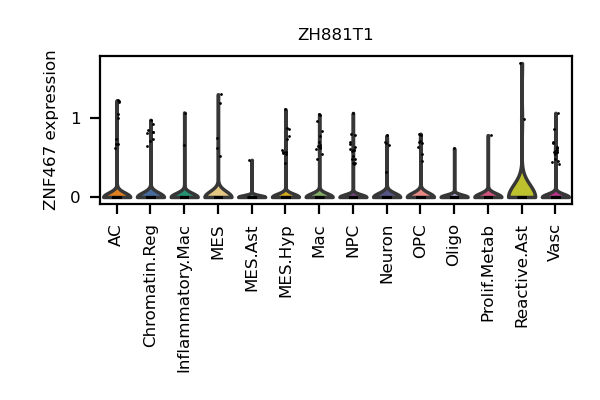 ZH881T1
ZNF467 expression
1
0
AC
Chromatin.Reg
Inflammatory.Mac
MES
MES.Ast
MES.Hyp
Mac
NPC
Neuron
OPC
Oligo
Prolif.Metab
Reactive.Ast
Vasc